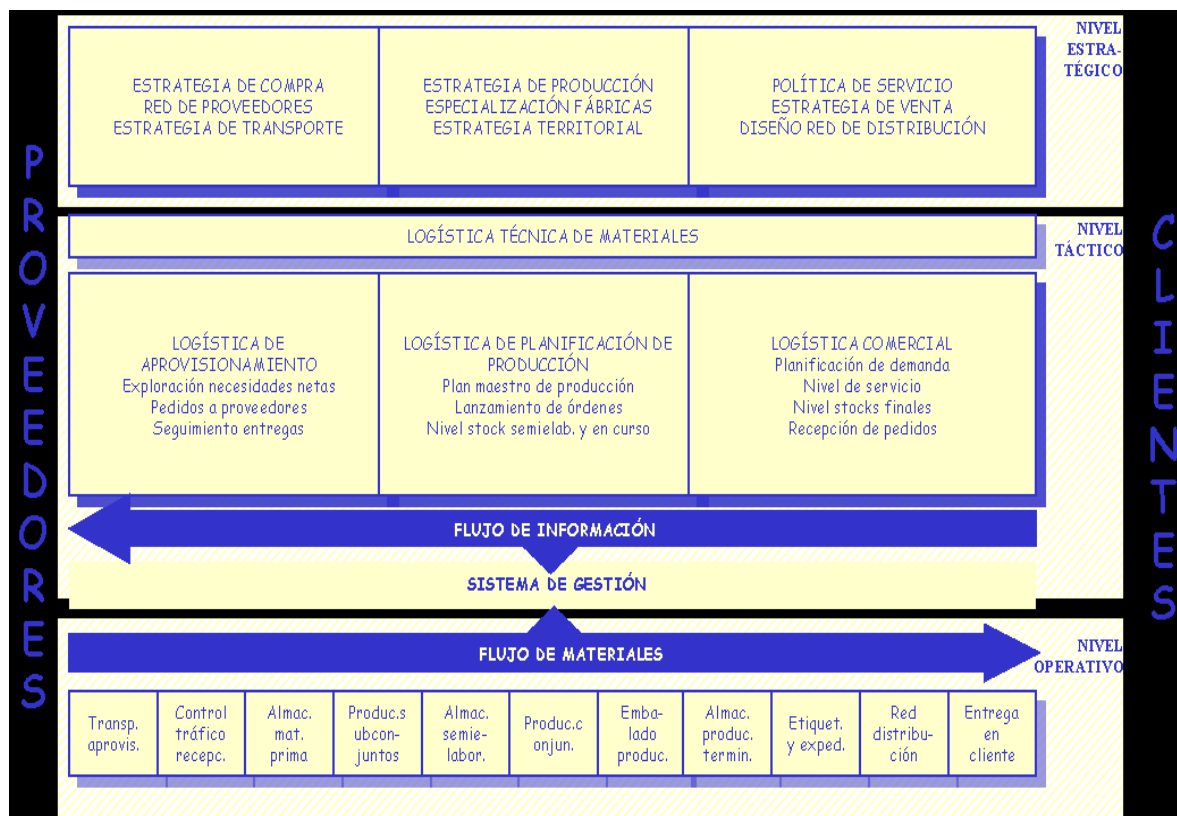 PROVEEDORES
NIVEL
ESTRA-
TÉGICO
ESTRATEGIA DE COMPRA
RED DE PROVEEDORES
ESTRATEGIA DE TRANSPORTE
ESTRATEGIA DE PRODUCCIÓN
ESPECIALIZACIÓN FÁBRICAS
ESTRATEGIA TERRITORIAL
POLÍTICA DE SERVICIO
ESTRATEGIA DE VENTA
DISEÑO RED DE DISTRIBUCIÓN
NIVEL
TÁCTICO
LOGÍSTICA TÉCNICA DE MATERIALES
LOGÍSTICA DE
APROVISIONAMIENTO
Exploración necesidades netas
Pedidos a proveedores
Seguimiento entregas
LOGÍSTICA DE PLANIFICACIÓN DE
PRODUCCIÓN
Plan maestro de producción
Lanzamiento de órdenes
Nivel stock semielab. y en curso
LOGÍSTICA COMERCIAL
Planificación de demanda
Nivel de servicio
Nivel stocks finales
Recepción de pedidos
FLUJO DE INFORMACIÓN
SISTEMA DE GESTIÓN
FLUJO DE MATERIALES
NIVEL
OPERATIVO
Transp.
aprovis.
Control
tráfico
recepc.
Almac.
mat.
prima
Produc.s
ubcon-
juntos
Almac.
semie-
labor.
Produc.c
onjun.
Emba-
lado
produc.
Almac.
produc.
termin.
Etiquet.
y exped.
Red
distribu-
ción
Entrega
en
cliente
CLIENTES